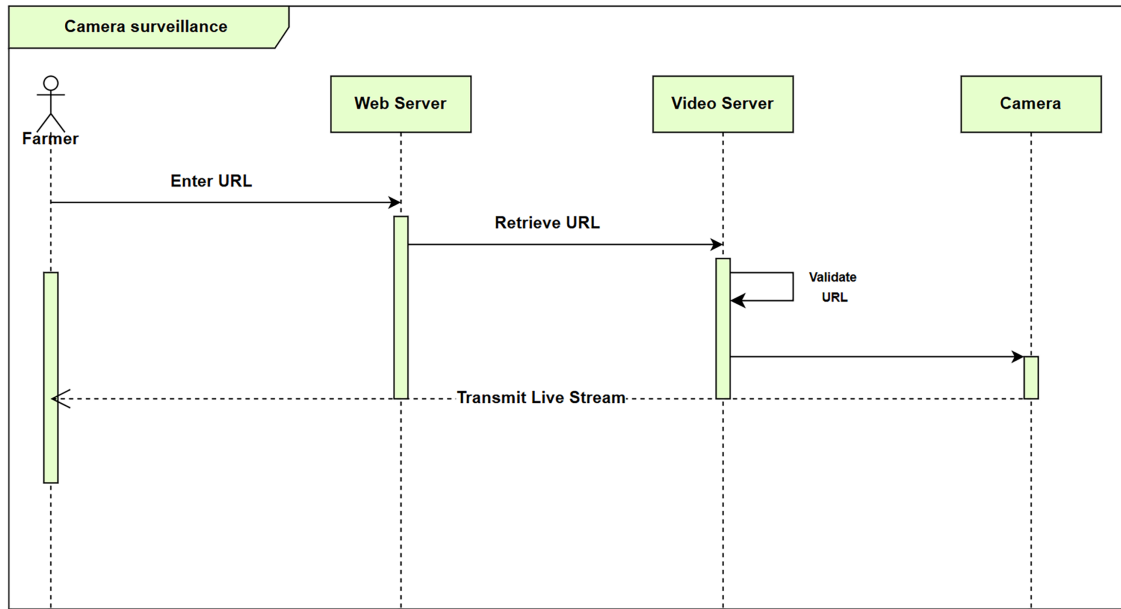 Camera surveillance
Web Server
Video Server
Camera
Farmer
Enter URL
Retrieve URL
Validate
URL
Transmit Live Stream